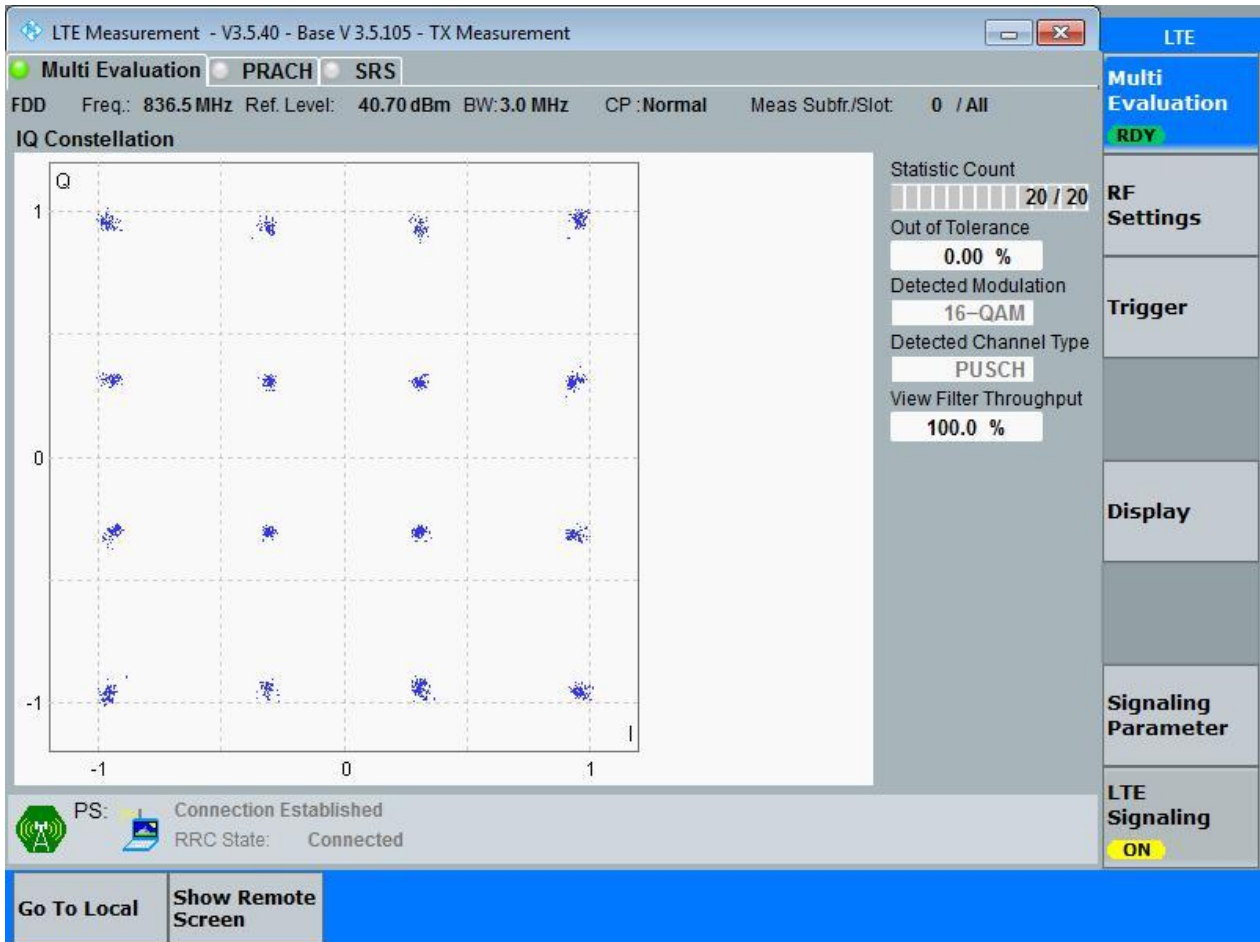 LTE Measurement - V3.5.40 - Base V 3.5.105 - TX Measurement
LTE
Multi Evaluation PRACH SRS
Multi Evaluation
RDY
FDD Freq.: 836.5 MHz Ref. Level: 40.70 dBm BW: 3.0 MHz CP : Normal Meas Subfr./Slot: 0 / All
IQ Constellation
Q
1
0
-1
I
-1 0 1
Statistic Count
20 / 20
Out of Tolerance
0.00 %
Detected Modulation
16-QAM
Detected Channel Type
PUSCH
View Filter Throughput
100.0 %
RF
Settings
Trigger
Display
Signaling
Parameter
LTE
Signaling
ON
PS: Connection Established
RRC State: Connected
Go To Local
Show Remote
Screen